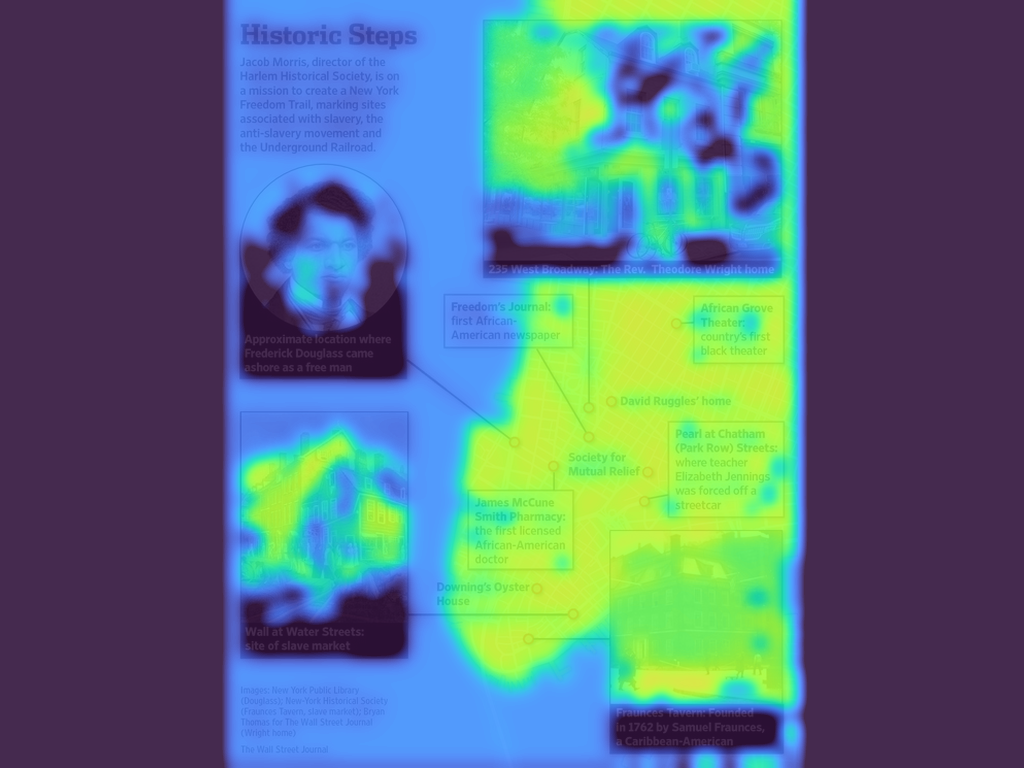 Historic Steps
Jacob Morris, director of the
Harlem Historical Society, is on
a mission to create a New York
Freedom Trail, marking sites
associated with slavery, the
anti-slavery movement and
the Underground Railroad.
235 West Broadway: The Rev. Theodore Wright home
Approximate location where
Frederick Douglass came
ashore as a free man
Freedom's Journal:
first African-
American newspaper
African Grove
Theater:
country's first
black theater
David Ruggles' home
Pearl at Chatham
(Park Row) Streets:
where teacher
Elizabeth Jennings
was forced off a
streetcar
Society for
Mutual Relief
James McCune
Smith Pharmacy:
the first licensed
African-American
doctor
Downing's Oyster
House
Wall at Water Streets:
site of slave market
Fraunces Tavern: Founded
in 1762 by Samuel Fraunces,
a Caribbean-American
Images: New York Public Library
(Douglass); New-York Historical Society
(Fraunces Tavern, slave market); Bryan
Thomas for The Wall Street Journal
(Wright home)
The Wall Street Journal